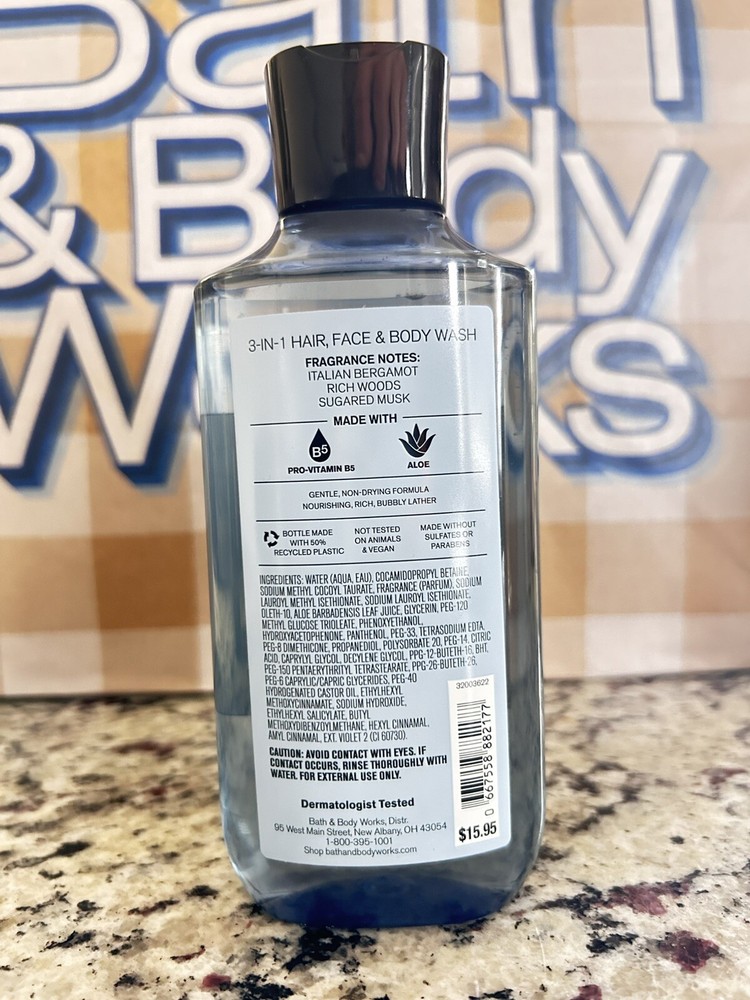 Bath
& Body
Works
3-IN-1 HAIR, FACE & BODY WASH
FRAGRANCE NOTES:
ITALIAN BERGAMOT
RICH WOODS
SUGARED MUSK
MADE WITH
B5
PRO-VITAMIN B5
ALOE
GENTLE, NON-DRYING FORMULA
NOURISHING, RICH, BUBBLY LATHER
BOTTLE MADE
WITH 50%
RECYCLED PLASTIC
NOT TESTED
ON ANIMALS
& VEGAN
MADE WITHOUT
SULFATES OR
PARABENS
INGREDIENTS: WATER (AQUA, EAU), COCAMIDOPROPYL BETAINE,
SODIUM METHYL COCOYL TAURATE, FRAGRANCE (PARFUM), SODIUM
LAUROYL METHYL ISETHIONATE, SODIUM LAUROYL ISETHIONATE,
OLETH-10, ALOE BARBADENSIS LEAF JUICE, GLYCERIN, PEG-120
METHYL GLUCOSE TRIOLEATE, PHENOXYETHANOL,
HYDROXYACETOPHENONE, PANTHENOL, PEG-33, TETRASODIUM EDTA,
PEG-8 DIMETHICONE, PROPANEDIOL, POLYSORBATE 20, PEG-14, CITRIC
ACID, CAPRYLYL GLYCOL, DECYLENE GLYCOL, PPG-12-BUTETH-16, BHT,
PEG-150 PENTAERYTHRITYL TETRASTEARATE, PPG-26-BUTETH-26,
PEG-6 CAPRYLIC/CAPRIC GLYCERIDES, PEG-40
HYDROGENATED CASTOR OIL, ETHYLHEXYL
METHOXYCINNAMATE, SODIUM HYDROXIDE,
ETHYLHEXYL SALICYLATE, BUTYL
METHOXYDIBENZOYLMETHANE, HEXYL CINNAMAL,
AMYL CINNAMAL, EXT. VIOLET 2 (CI 60730).
CAUTION: AVOID CONTACT WITH EYES. IF
CONTACT OCCURS, RINSE THOROUGHLY WITH
WATER. FOR EXTERNAL USE ONLY.
Dermatologist Tested
Bath & Body Works, Distr.
95 West Main Street, New Albany, OH 43054
1-800-395-1001
Shop bathandbodyworks.com
32003622
0 667558 882177
$15.95